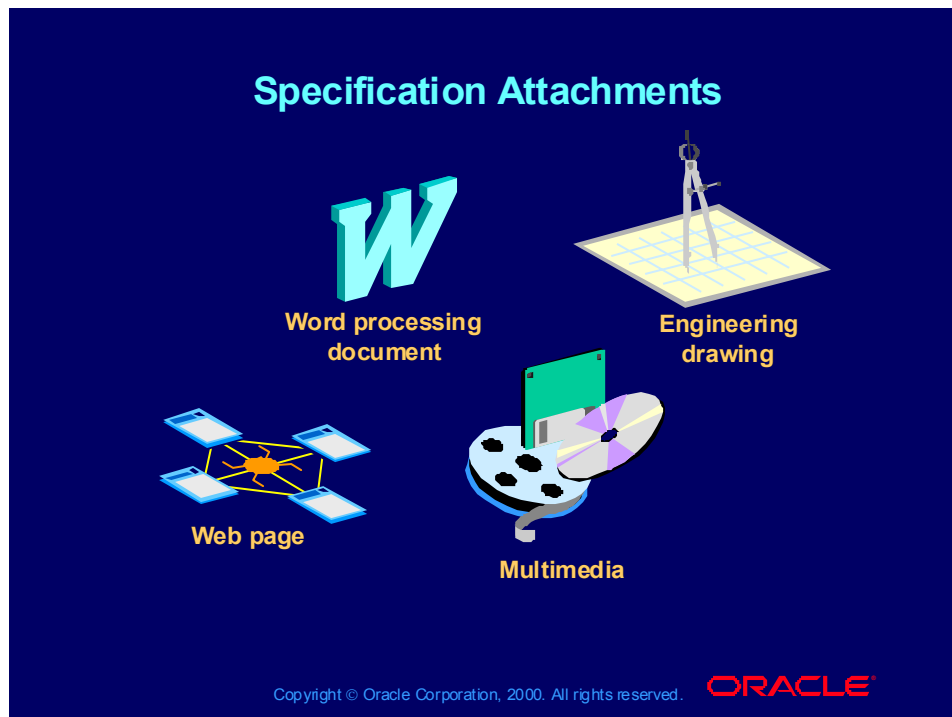 Specification Attachments
W
Word processing
document
Engineering
drawing
Web page
Multimedia
Copyright © Oracle Corporation, 2000. All rights reserved.
ORACLE®